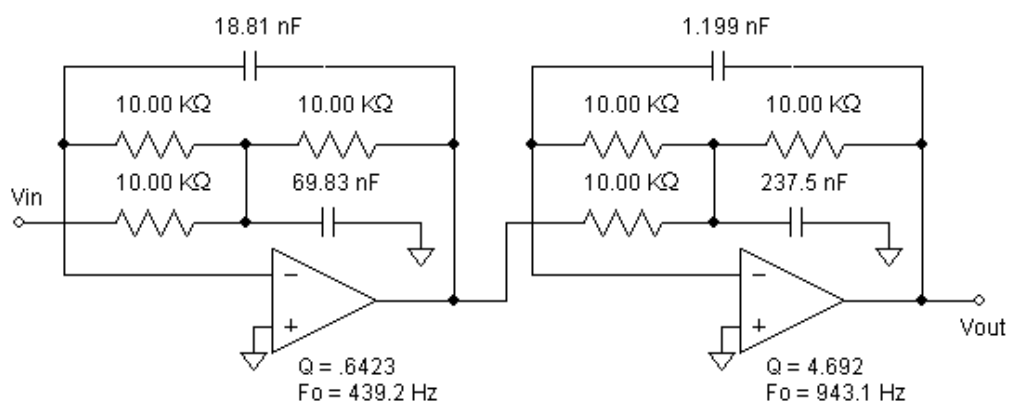 18.81 nF
1.199 nF
10.00 KΩ
10.00 KΩ
10.00 KΩ
10.00 KΩ
Vin
10.00 KΩ
69.83 nF
10.00 KΩ
237.5 nF
−
+
−
+
Vout
Q = .6423
Fo = 439.2 Hz
Q = 4.692
Fo = 943.1 Hz